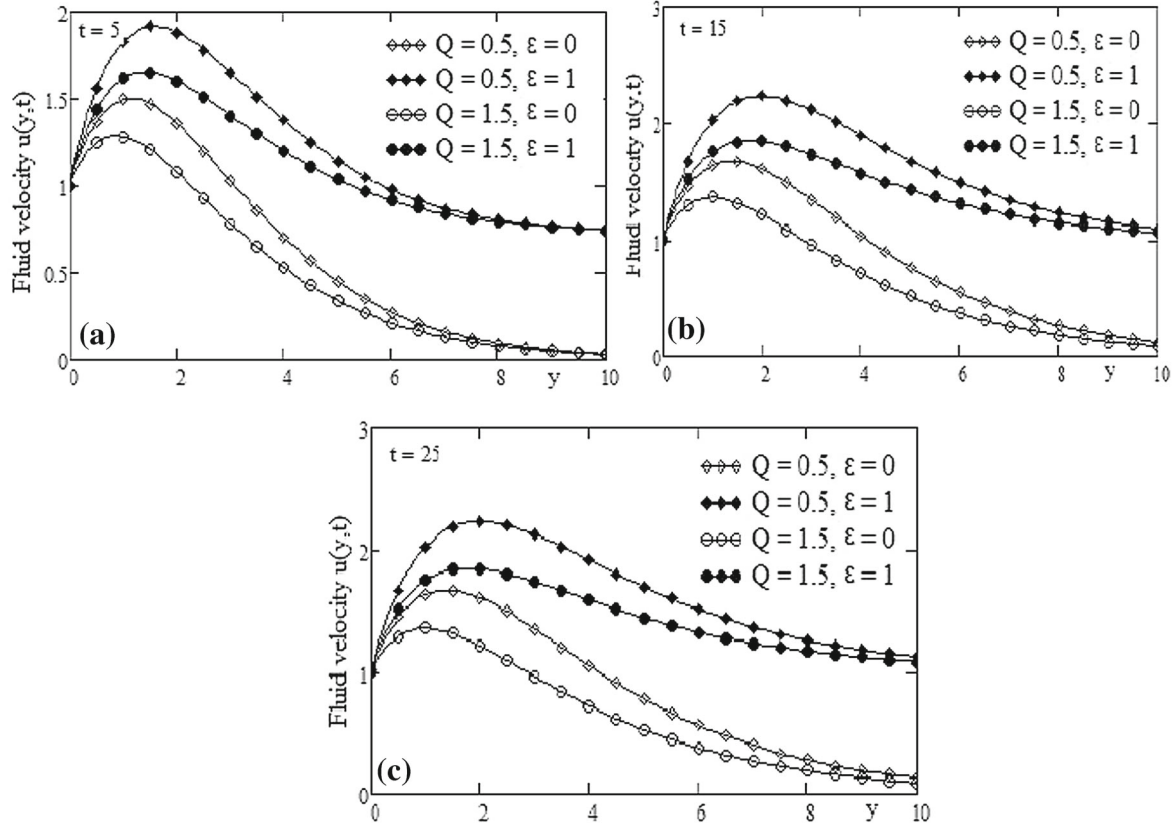 t = 5
Q = 0.5, ε = 0
Q = 0.5, ε = 1
Q = 1.5, ε = 0
Q = 1.5, ε = 1
Fluid velocity u(y,t)
2
1.5
1
0.5
0
(a)
0 2 4 6 8 10
y
t = 15
Q = 0.5, ε = 0
Q = 0.5, ε = 1
Q = 1.5, ε = 0
Q = 1.5, ε = 1
Fluid velocity u(y,t)
3
2
1
0
(b)
0 2 4 6 8 10
y
t = 25
Q = 0.5, ε = 0
Q = 0.5, ε = 1
Q = 1.5, ε = 0
Q = 1.5, ε = 1
Fluid velocity u(y,t)
3
2
1
0
(c)
0 2 4 6 8 10
y